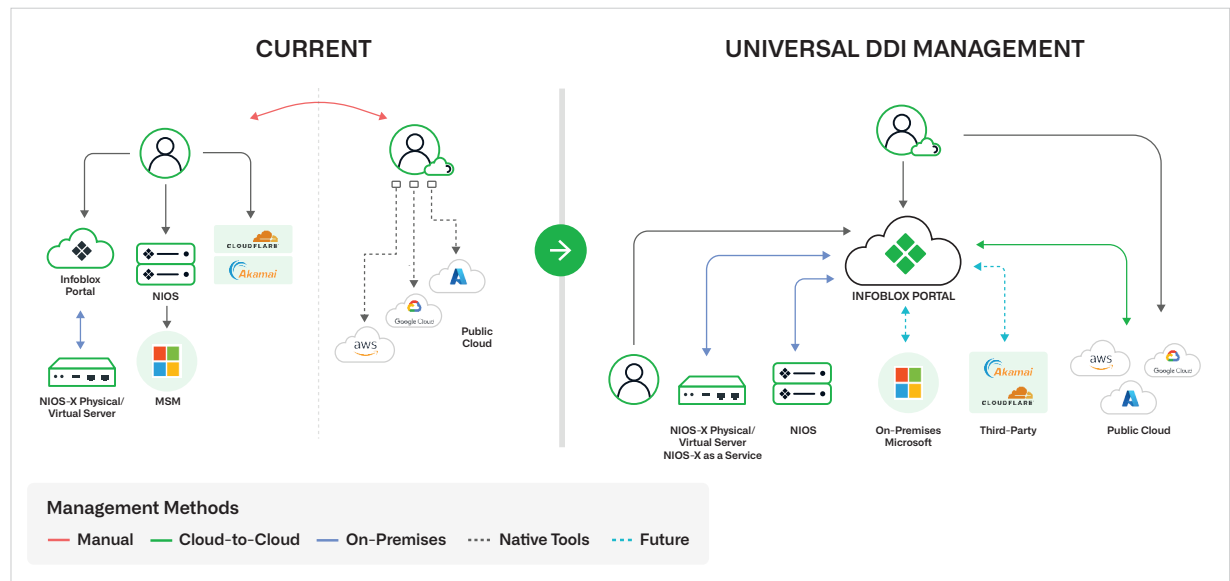 CURRENT
UNIVERSAL DDI MANAGEMENT
CLOUDFLARE
Akamai
Infoblox
Portal
NIOS
NIOS-X Physical/
Virtual Server
MSM
aws
Google Cloud
Public
Cloud
INFOBLOX PORTAL
NIOS-X Physical/
Virtual Server
NIOS-X as a Service
NIOS
On-Premises
Microsoft
Akamai
CLOUDFLARE
Third-Party
aws
Google Cloud
Public Cloud
Management Methods
Manual
Cloud-to-Cloud
On-Premises
Native Tools
Future